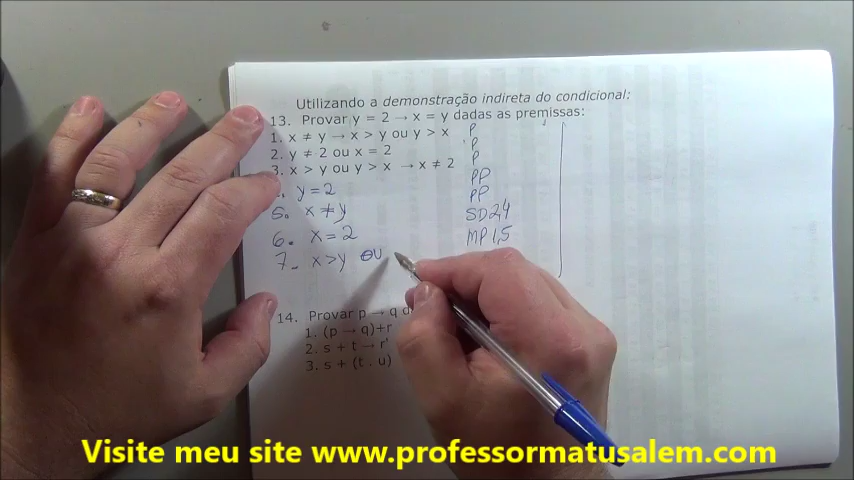 Utilizando a demonstração indireta do condicional:
13. Provar y = 2 → x = y dadas as premissas:
1. x ≠ y → x > y ou y > x P
2. y ≠ 2 ou x = 2 P
3. x > y ou y > x → x ≠ 2 P
. y = 2 PP
5. x ≠ y PP
6. x = 2 SD 2,4
7. x > y ou MP 1,5
14. Provar p → q d
1. (p → q)+r
2. s + t → r'
3. s + (t . u)
Visite meu site www.professormatusalem.com